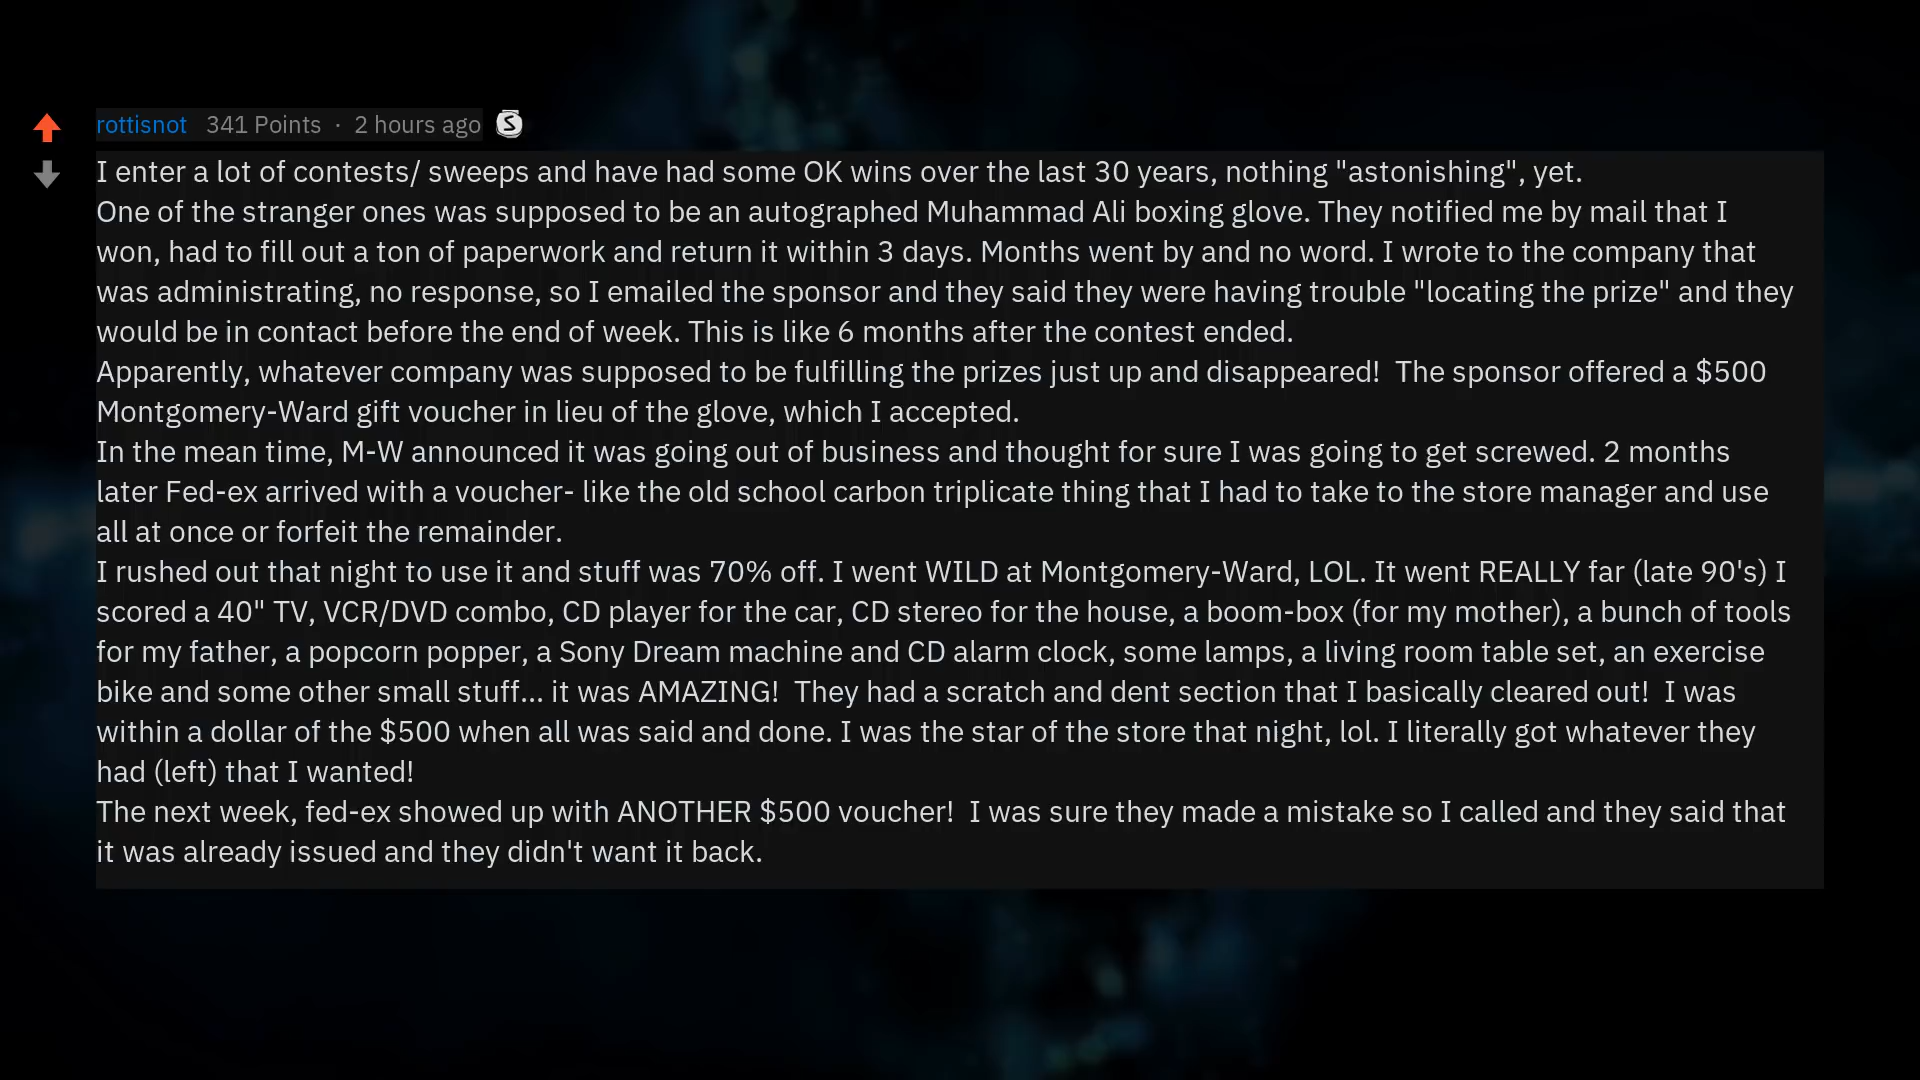 rottisnot 341 Points · 2 hours ago S
I enter a lot of contests/ sweeps and have had some OK wins over the last 30 years, nothing "astonishing", yet.
One of the stranger ones was supposed to be an autographed Muhammad Ali boxing glove. They notified me by mail that I
won, had to fill out a ton of paperwork and return it within 3 days. Months went by and no word. I wrote to the company that
was administrating, no response, so I emailed the sponsor and they said they were having trouble "locating the prize" and they
would be in contact before the end of week. This is like 6 months after the contest ended.
Apparently, whatever company was supposed to be fulfilling the prizes just up and disappeared!  The sponsor offered a $500
Montgomery-Ward gift voucher in lieu of the glove, which I accepted.
In the mean time, M-W announced it was going out of business and thought for sure I was going to get screwed. 2 months
later Fed-ex arrived with a voucher- like the old school carbon triplicate thing that I had to take to the store manager and use
all at once or forfeit the remainder.
I rushed out that night to use it and stuff was 70% off. I went WILD at Montgomery-Ward, LOL. It went REALLY far (late 90's) I
scored a 40" TV, VCR/DVD combo, CD player for the car, CD stereo for the house, a boom-box (for my mother), a bunch of tools
for my father, a popcorn popper, a Sony Dream machine and CD alarm clock, some lamps, a living room table set, an exercise
bike and some other small stuff... it was AMAZING!  They had a scratch and dent section that I basically cleared out!  I was
within a dollar of the $500 when all was said and done. I was the star of the store that night, lol. I literally got whatever they
had (left) that I wanted!
The next week, fed-ex showed up with ANOTHER $500 voucher!  I was sure they made a mistake so I called and they said that
it was already issued and they didn't want it back.